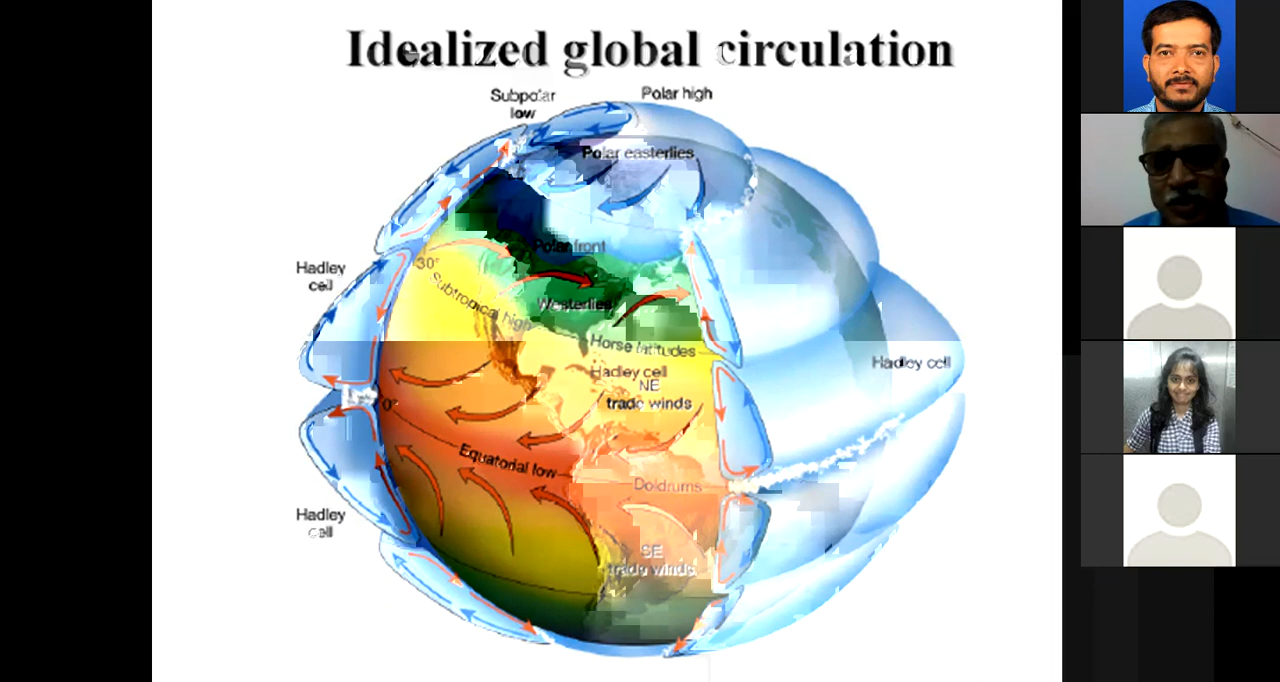 Idealized global circulation
Subpolar
low
Polar high
Polar easterlies
Polar front
Hadley
cell
30°
Subtropical high
Westerlies
Horse latitudes
Hadley cell
Hadley cell
NE
trade winds
0°
Equatorial low
Doldrums
Hadley
cell
SE
trade winds